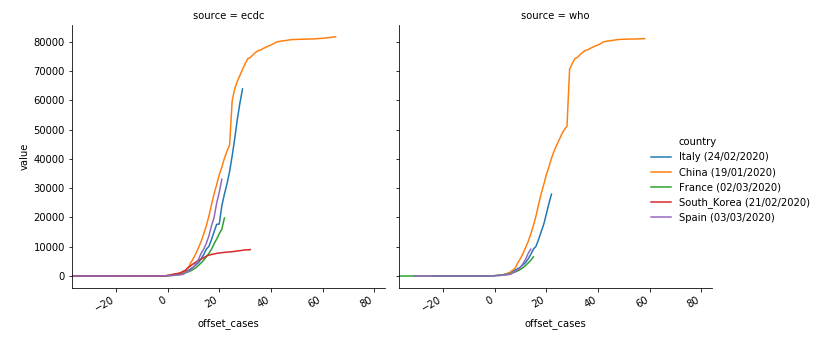 source = ecdc
source = who
80000
70000
60000
50000
40000
30000
20000
10000
0
value
−20
0
20
40
60
80
offset_cases
−20
0
20
40
60
80
offset_cases
country
Italy (24/02/2020)
China (19/01/2020)
France (02/03/2020)
South_Korea (21/02/2020)
Spain (03/03/2020)